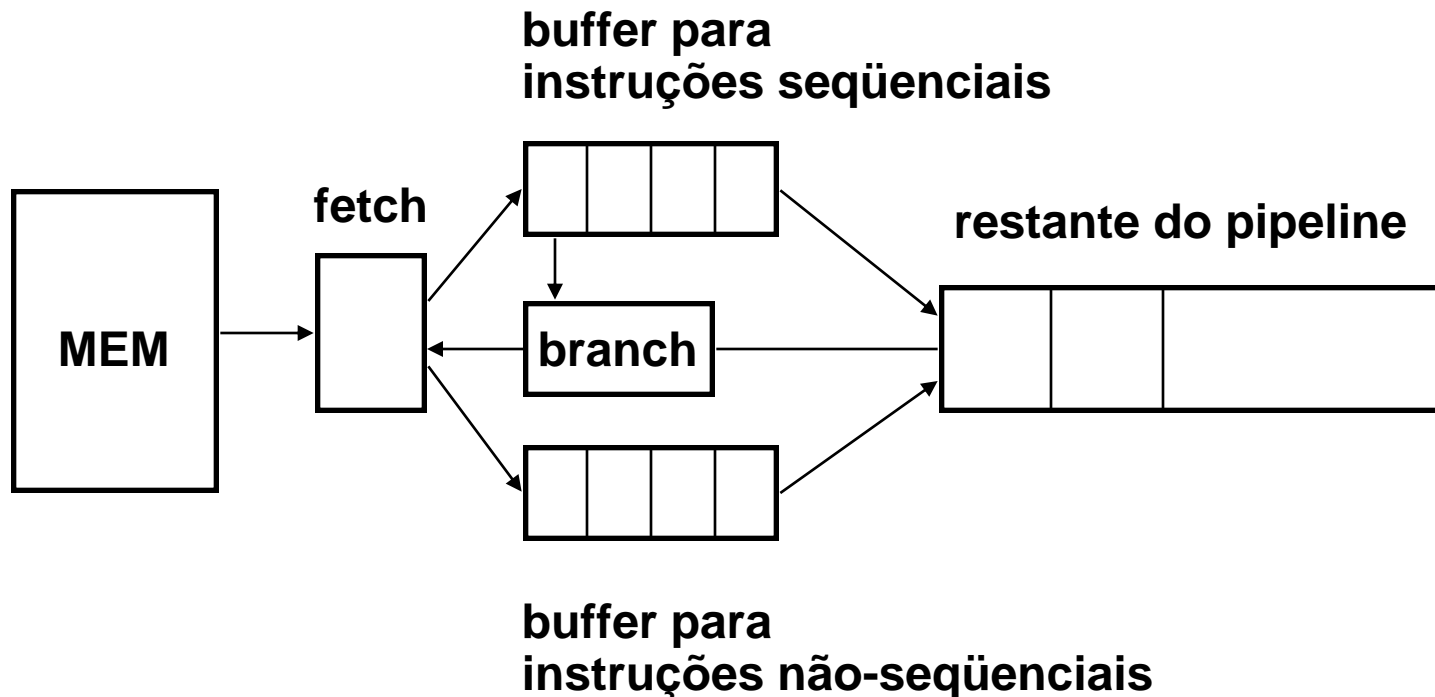 buffer para
instruções seqüenciais
fetch
restante do pipeline
MEM
branch
buffer para
instruções não-seqüenciais